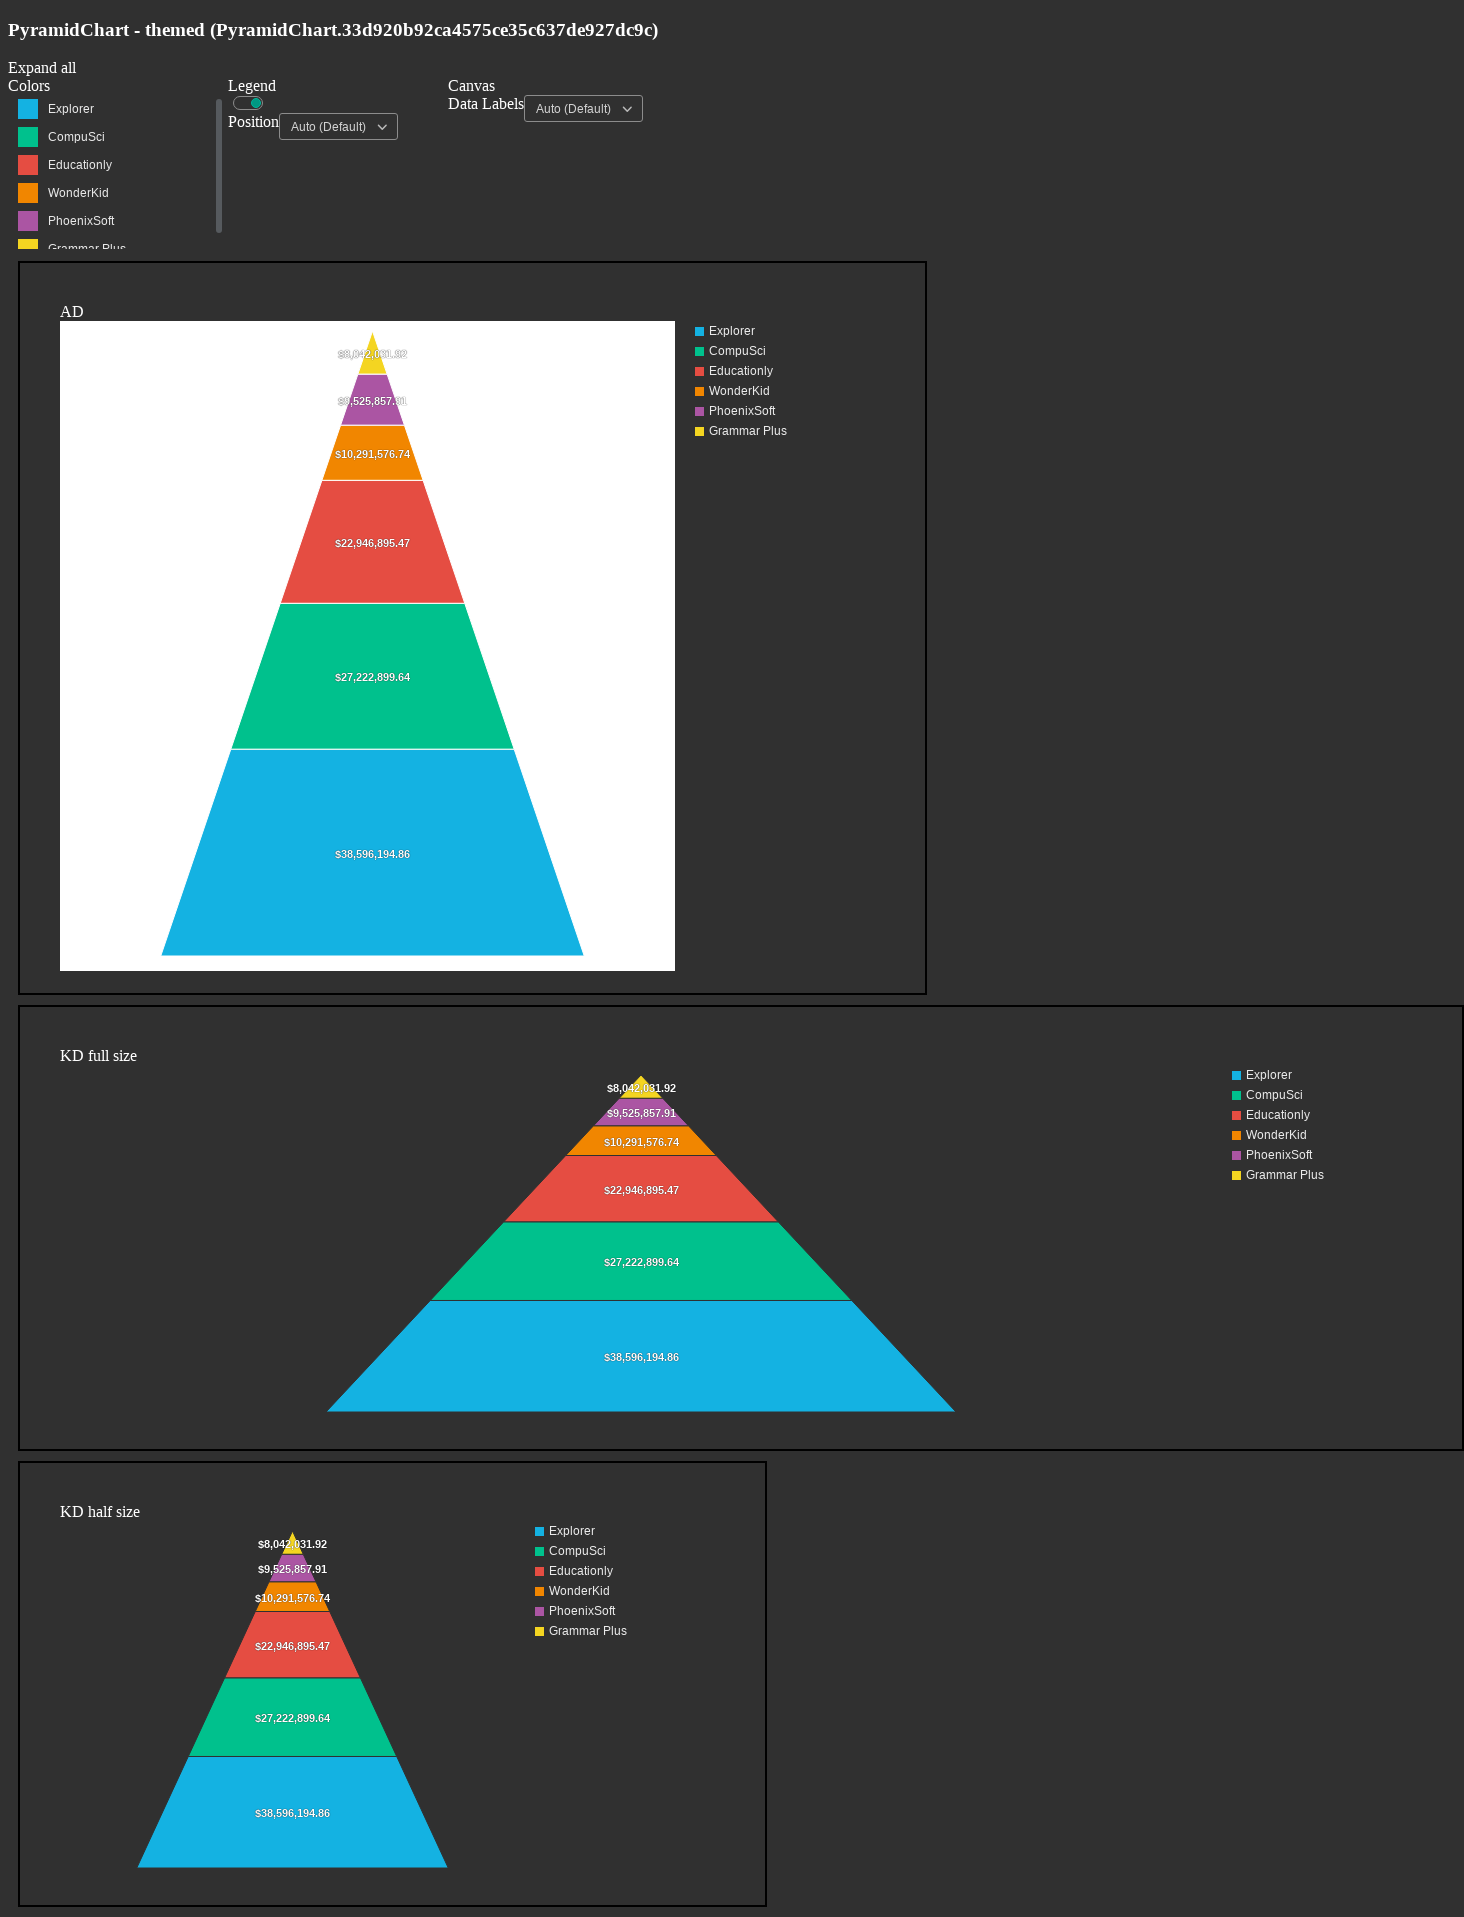 PyramidChart - themed (PyramidChart.33d920b92ca4575ce35c637de927dc9c)
Expand all
Colors
Explorer
CompuSci
Educationly
WonderKid
PhoenixSoft
Grammar Plus
Legend
Position Auto (Default)
Canvas
Data Labels Auto (Default)
AD
$8,042,031.92
$9,525,857.91
$10,291,576.74
$22,946,895.47
$27,222,899.64
$38,596,194.86
Explorer
CompuSci
Educationly
WonderKid
PhoenixSoft
Grammar Plus
KD full size
$8,042,031.92
$9,525,857.91
$10,291,576.74
$22,946,895.47
$27,222,899.64
$38,596,194.86
Explorer
CompuSci
Educationly
WonderKid
PhoenixSoft
Grammar Plus
KD half size
$8,042,031.92
$9,525,857.91
$10,291,576.74
$22,946,895.47
$27,222,899.64
$38,596,194.86
Explorer
CompuSci
Educationly
WonderKid
PhoenixSoft
Grammar Plus